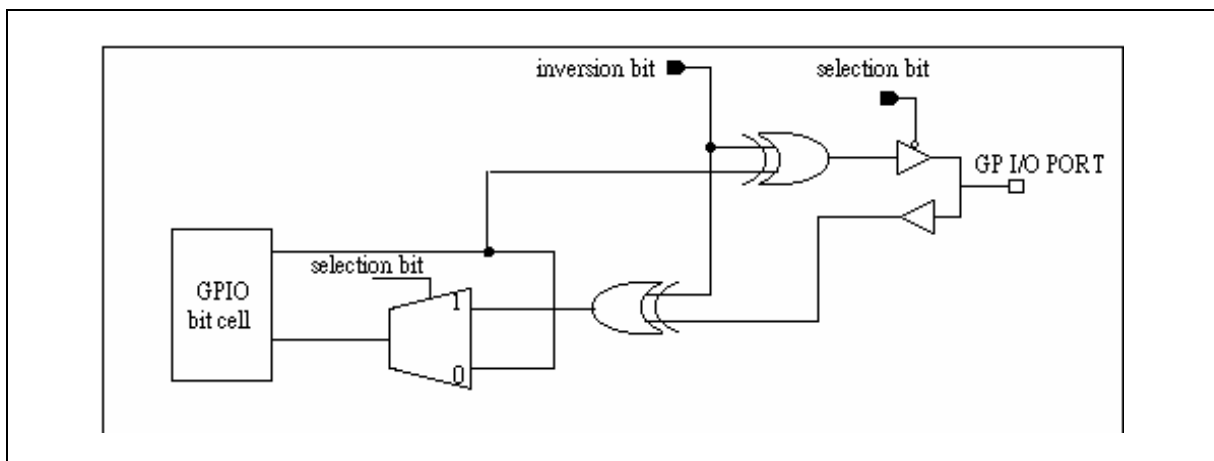 inversion bit
selection bit
GP I/O PORT
selection bit
GPIO
bit cell
1
0